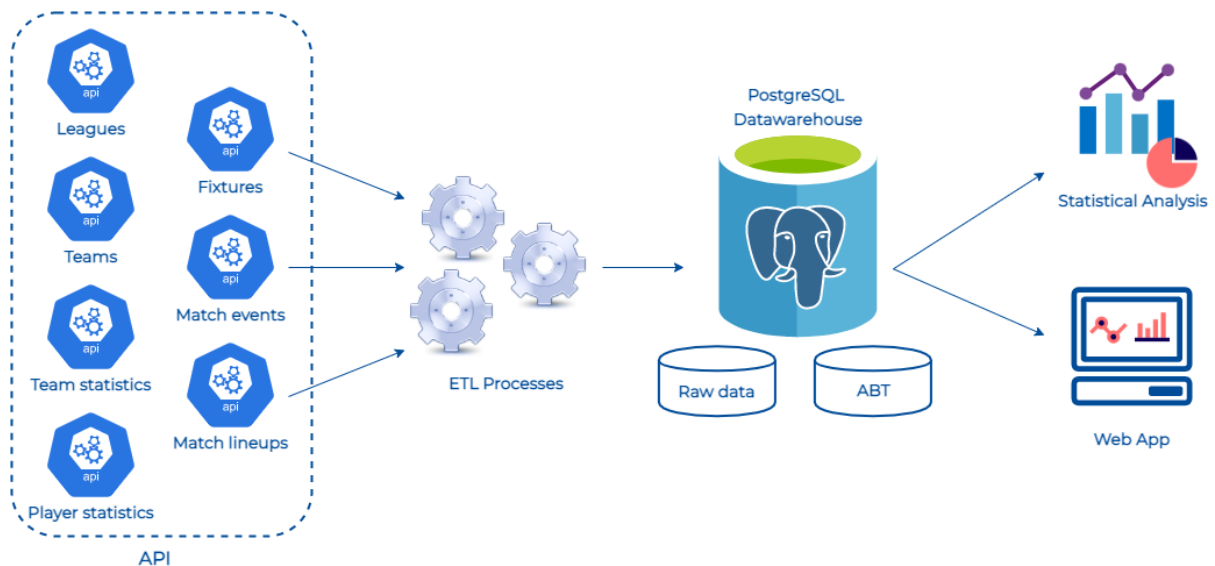 api
Leagues
api
Teams
api
Team statistics
api
Player statistics
api
Fixtures
api
Match events
api
Match lineups
API
ETL Processes
PostgreSQL
Datawarehouse
Raw data
ABT
Statistical Analysis
Web App